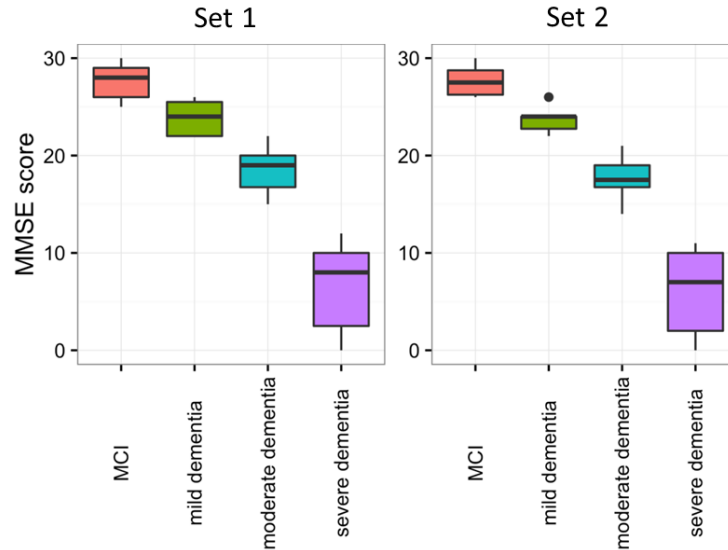 Set 1
Set 2
MMSE score
30
20
10
0
30
20
10
0
MCI
mild dementia
moderate dementia
severe dementia
MCI
mild dementia
moderate dementia
severe dementia